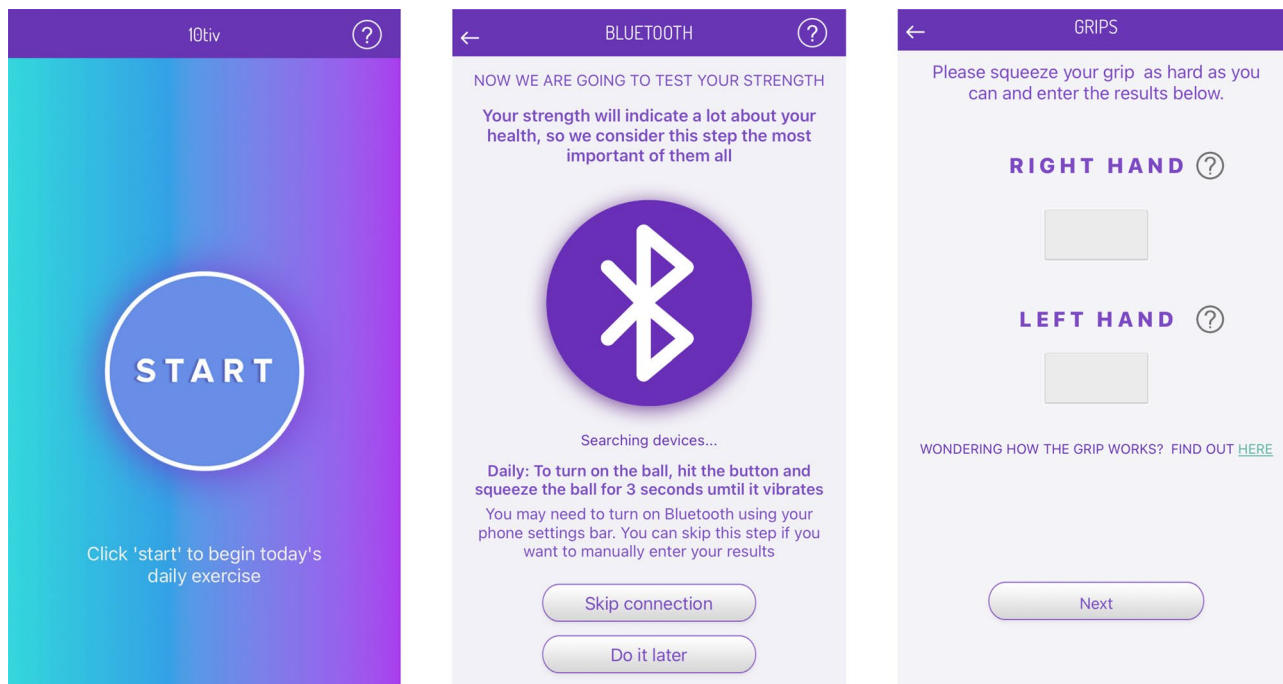 10tiv
?
START
Click 'start' to begin today's
daily exercise
BLUETOOTH
?
NOW WE ARE GOING TO TEST YOUR STRENGTH
Your strength will indicate a lot about your
health, so we consider this step the most
important of them all
Searching devices...
Daily: To turn on the ball, hit the button and
squeeze the ball for 3 seconds umtil it vibrates
You may need to turn on Bluetooth using your
phone settings bar. You can skip this step if you
want to manually enter your results
Skip connection
Do it later
GRIPS
Please squeeze your grip as hard as you
can and enter the results below.
RIGHT HAND ?
LEFT HAND ?
WONDERING HOW THE GRIP WORKS? FIND OUT HERE
Next